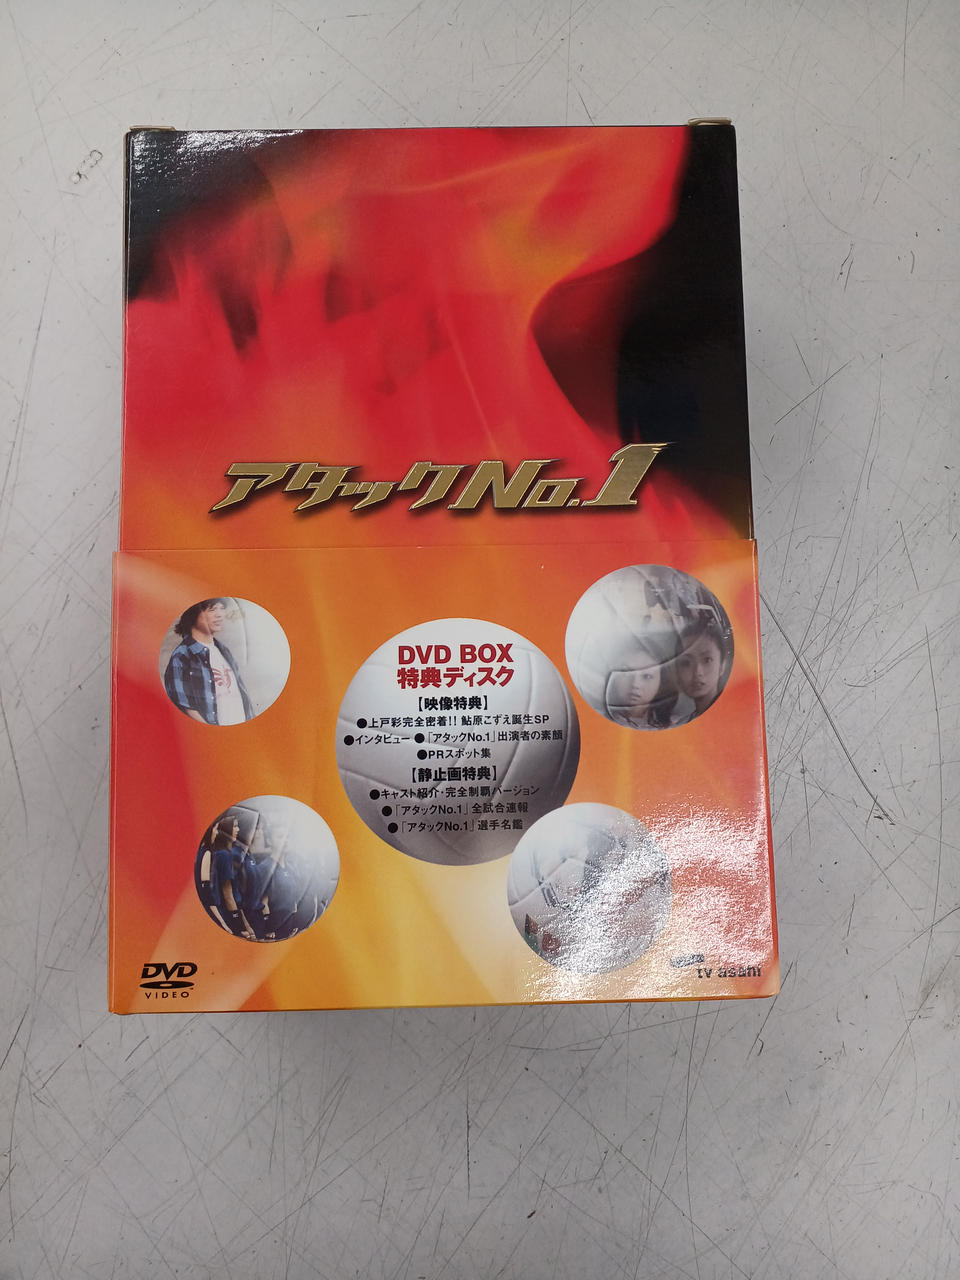 アタックNo.1
DVD BOX
特典ディスク
【映像特典】
●上戸彩完全密着!! 鮎原こずえ誕生SP
●インタビュー ●「アタックNo.1」出演者の素顔
●PRスポット集
【静止画特典】
●キャスト紹介・完全制覇バージョン
●「アタックNo.1」全試合速報
●「アタックNo.1」選手名鑑
DVD
VIDEO
tv asahi